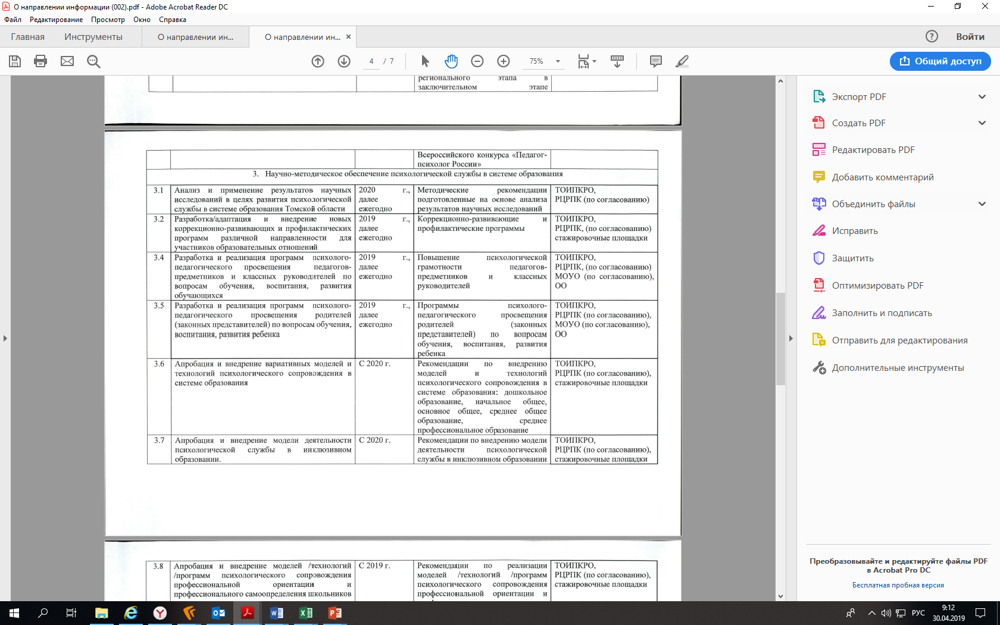 О направлении информации (002).pdf - Adobe Acrobat Reader DC
Файл Редактирование Просмотр Окно Справка
Главная Инструменты О направлении ин... О направлении ин... Войти
4 / 7 75% Общий доступ
регионального этапа в
заключительном этапе
Всероссийского конкурса «Педагог-
психолог России»
3. Научно-методическое обеспечение психологической службы в системе образования
3.1
Анализ и применение результатов научных
исследований в целях развития психологической
службы в системе образования Томской области
2020 г.,
далее
ежегодно
Методические рекомендации
подготовленные на основе анализа
результатов научных исследований
ТОИПКРО,
РЦРПК (по согласованию)
3.2
Разработка/адаптация и внедрение новых
коррекционно-развивающих и профилактических
программ различной направленности для
участников образовательных отношений
2019 г.,
далее
ежегодно
Коррекционно-развивающие и
профилактические программы
ТОИПКРО,
РЦРПК, (по согласованию)
стажировочные площадки
3.4
Разработка и реализация программ психолого-
педагогического просвещения педагогов-
предметников и классных руководителей по
вопросам обучения, воспитания, развития
обучающихся
2019 г.,
далее
ежегодно
Повышение психологической
грамотности педагогов-
предметников и классных
руководителей
ТОИПКРО,
РЦРПК, (по согласованию)
МОУО (по согласованию),
ОО
3.5
Разработка и реализация программ психолого-
педагогического просвещения родителей
(законных представителей) по вопросам обучения,
воспитания, развития ребенка
2019 г.,
далее
ежегодно
Программы психолого-
педагогического просвещения
родителей (законных
представителей) по вопросам
обучения, воспитания, развития
ребенка
ТОИПКРО,
РЦРПК (по согласованию),
МОУО (по согласованию),
ОО
3.6
Апробация и внедрение вариативных моделей и
технологий психологического сопровождения в
системе образования
С 2020 г.
Рекомендации по внедрению
моделей и технологий
психологического сопровождения в
системе образования: дошкольное
образование, начальное общее,
основное общее, среднее общее
образование, среднее
профессиональное образование
ТОИПКРО,
РЦРПК (по согласованию),
стажировочные площадки
3.7
Апробация и внедрение модели деятельности
психологической службы в инклюзивном
образовании.
С 2020 г.
Рекомендации по внедрению модели
деятельности психологической
службы в инклюзивном образовании
ТОИПКРО,
РЦРПК (по согласованию),
стажировочные площадки
3.8
Апробация и внедрение моделей /технологий
/программ психологического сопровождения
профессиональной ориентации и
профессионального самоопределения школьников
С 2019 г.
Рекомендации по реализации
моделей /технологий /программ
психологического сопровождения
профессиональной ориентации и
ТОИПКРО,
РЦРПК (по согласованию),
стажировочные площадки
Экспорт PDF
Создать PDF
Редактировать PDF
Добавить комментарий
Объединить файлы
Исправить
Защитить
Оптимизировать PDF
Заполнить и подписать
Отправить для редактирования
Дополнительные инструменты
Преобразовывайте и редактируйте файлы PDF
в Acrobat Pro DC
Бесплатная пробная версия
РУС
9:12
30.04.2019